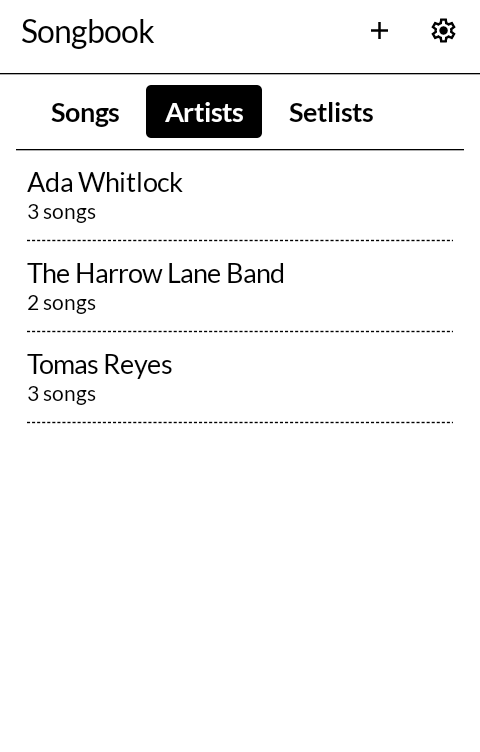 Songbook
Songs Artists Setlists
Ada Whitlock
3 songs
The Harrow Lane Band
2 songs
Tomas Reyes
3 songs